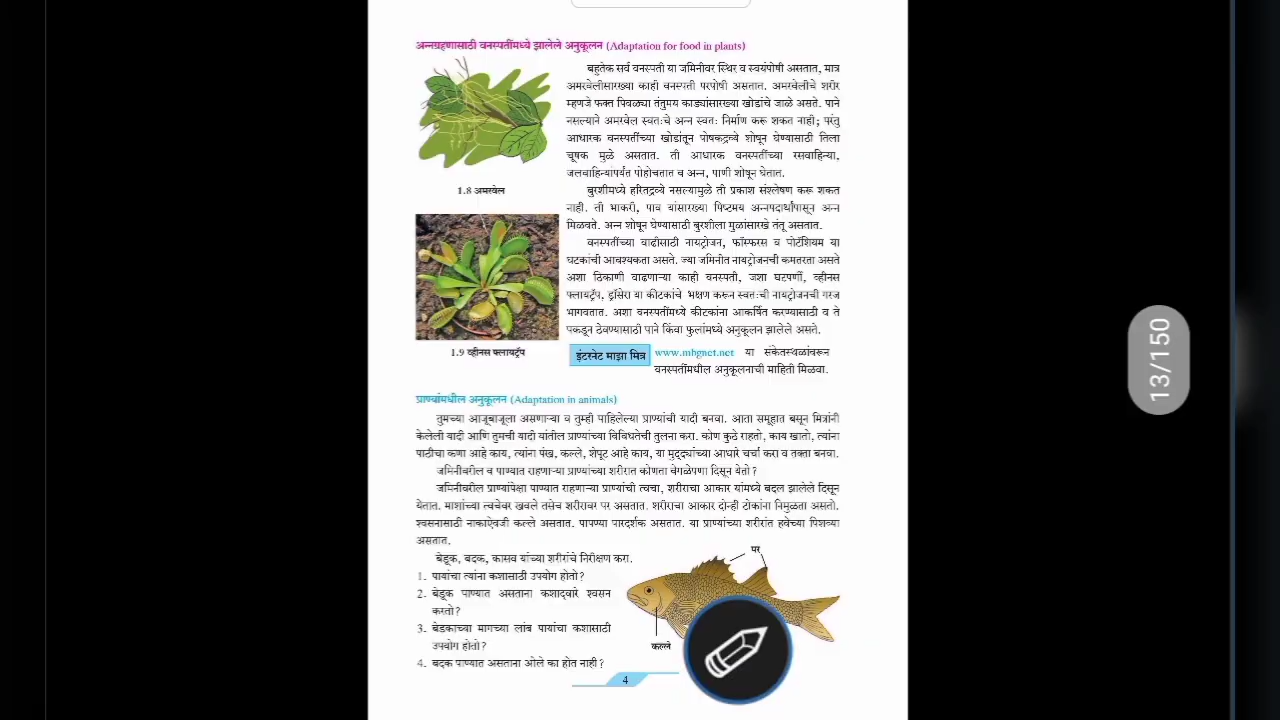 अन्नग्रहणासाठी वनस्पतींमध्ये झालेले अनुकूलन (Adaptation for food in plants)
बहुतेक सर्व वनस्पती या जमिनीवर स्थिर व स्वयंपोषी असतात, मात्र
अमरवेलीसारख्या काही वनस्पती परपोषी असतात. अमरवेलीचे शरीर
म्हणजे फक्त पिवळ्या तंतुमय काड्यांसारख्या खोडांचे जाळे असते. पाने
नसल्याने अमरवेल स्वतःचे अन्न स्वतः निर्माण करू शकत नाही; परंतु
आधारक वनस्पतींच्या खोडांतून पोषकद्रव्ये शोषून घेण्यासाठी तिला
चूषक मुळे असतात. ती आधारक वनस्पतींच्या रसवाहिन्या,
जलवाहिन्यांपर्यंत पोहोचतात व अन्न, पाणी शोषून घेतात.
1.8 अमरवेल
बुरशीमध्ये हरितद्रव्ये नसल्यामुळे ती प्रकाश संश्लेषण करू शकत
नाही. ती भाकरी, पाव यांसारख्या पिष्टमय अन्नपदार्थांपासून अन्न
मिळवते. अन्न शोषून घेण्यासाठी बुरशीला मुळांसारखे तंतू असतात.
वनस्पतींच्या वाढीसाठी नायट्रोजन, फॉस्फरस व पोटॅशियम या
घटकांची आवश्यकता असते. ज्या जमिनीत नायट्रोजनची कमतरता असते
अशा ठिकाणी वाढणाऱ्या काही वनस्पती, जशा घटपर्णी, व्हीनस
फ्लायट्रॅप, ड्रॉसेरा या कीटकांचे भक्षण करून स्वतःची नायट्रोजनची गरज
भागवतात. अशा वनस्पतींमध्ये कीटकांना आकर्षित करण्यासाठी व ते
पकडून ठेवण्यासाठी पाने किंवा फुलांमध्ये अनुकूलन झालेले असते.
1.9 व्हीनस फ्लायट्रॅप
इंटरनेट माझा मित्र www.mbgnet.net या संकेतस्थळांवरून
वनस्पतींमधील अनुकूलनाची माहिती मिळवा.
प्राण्यांमधील अनुकूलन (Adaptation in animals)
तुमच्या आजूबाजूला असणाऱ्या व तुम्ही पाहिलेल्या प्राण्यांची यादी बनवा. आता समूहात बसून मित्रांनी
केलेली यादी आणि तुमची यादी यांतील प्राण्यांच्या विविधतेची तुलना करा. कोण कुठे राहतो, काय खातो, त्यांना
पाठीचा कणा आहे काय, त्यांना पंख, कल्ले, शेपूट आहे काय, या मुद्द्यांच्या आधारे चर्चा करा व तक्ता बनवा.
जमिनीवरील व पाण्यात राहणाऱ्या प्राण्यांच्या शरीरात कोणता वेगळेपणा दिसून येतो ?
जमिनीवरील प्राण्यांपेक्षा पाण्यात राहणाऱ्या प्राण्यांची त्वचा, शरीराचा आकार यांमध्ये बदल झालेले दिसून
येतात. माशांच्या त्वचेवर खवले तसेच शरीरावर पर असतात. शरीराचा आकार दोन्ही टोकांना निमुळता असतो.
श्वसनासाठी नाकाऐवजी कल्ले असतात. पापण्या पारदर्शक असतात. या प्राण्यांच्या शरीरांत हवेच्या पिशव्या
असतात.
बेडूक, बदक, कासव यांच्या शरीरांचे निरीक्षण करा.
1. पायांचा त्यांना कशासाठी उपयोग होतो?
2. बेडूक पाण्यात असताना कशाद्वारे श्वसन
करतो?
3. बेडकाच्या मागच्या लांब पायांचा कशासाठी
उपयोग होतो?
4. बदक पाण्यात असताना ओले का होत नाही?
पर
कल्ले
4
13/150